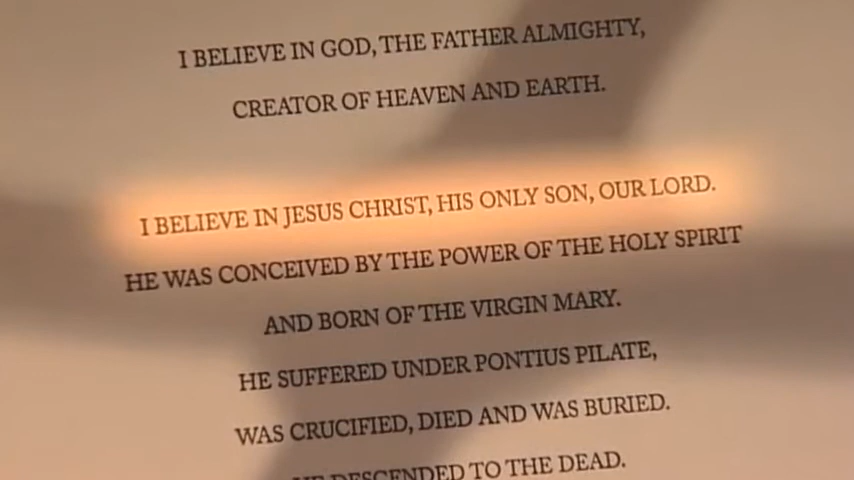 I BELIEVE IN GOD, THE FATHER ALMIGHTY,
CREATOR OF HEAVEN AND EARTH.
I BELIEVE IN JESUS CHRIST, HIS ONLY SON, OUR LORD.
HE WAS CONCEIVED BY THE POWER OF THE HOLY SPIRIT
AND BORN OF THE VIRGIN MARY.
HE SUFFERED UNDER PONTIUS PILATE,
WAS CRUCIFIED, DIED AND WAS BURIED.
HE DESCENDED TO THE DEAD.